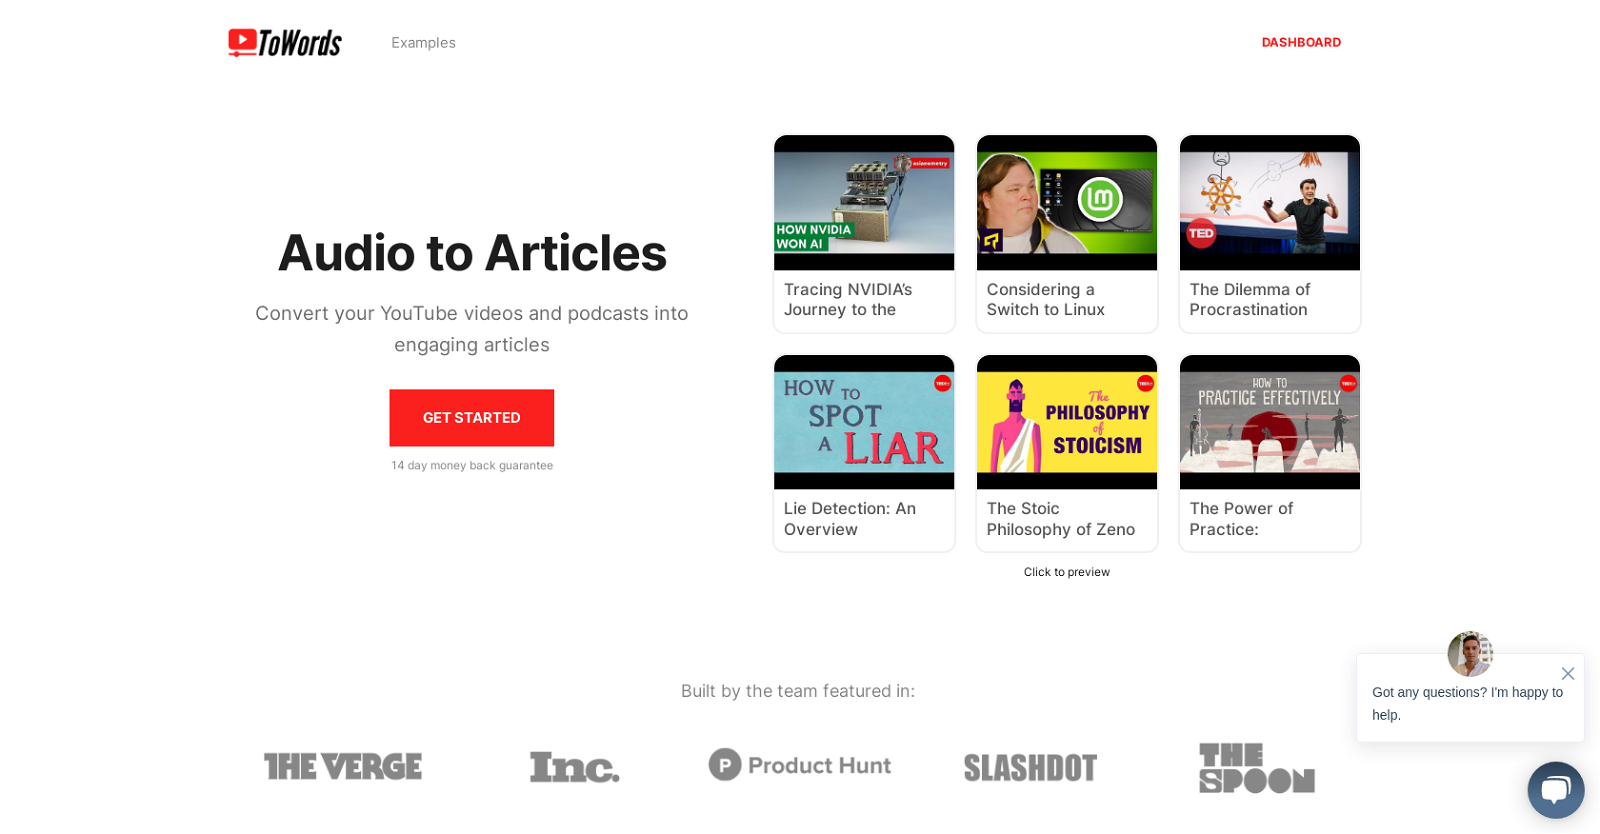 ToWords
Examples
DASHBOARD
Audio to Articles
Convert your YouTube videos and podcasts into
engaging articles
GET STARTED
14 day money back guarantee
asianometry
HOW NVIDIA
WON AI
Tracing NVIDIA’s
Journey to the
Considering a
Switch to Linux
TED
The Dilemma of
Procrastination
HOW TO
SPOT
A LIAR
Lie Detection: An
Overview
The
PHILOSOPHY
of
STOICISM
The Stoic
Philosophy of Zeno
HOW TO
PRACTICE EFFECTIVELY
The Power of
Practice:
Click to preview
Built by the team featured in:
THE VERGE
Inc.
Product Hunt
SLASHDOT
THE
SPOON
Got any questions? I'm happy to
help.